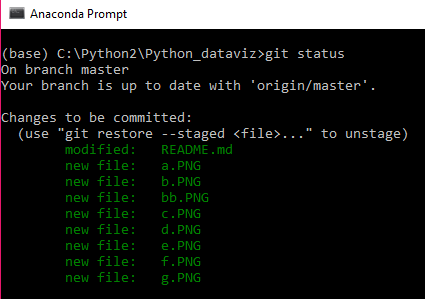 Anaconda Prompt
(base) C:\Python2\Python_dataviz>git status
On branch master
Your branch is up to date with 'origin/master'.
Changes to be committed:
  (use "git restore --staged <file>..." to unstage)
        modified:   README.md
        new file:   a.PNG
        new file:   b.PNG
        new file:   bb.PNG
        new file:   c.PNG
        new file:   d.PNG
        new file:   e.PNG
        new file:   f.PNG
        new file:   g.PNG